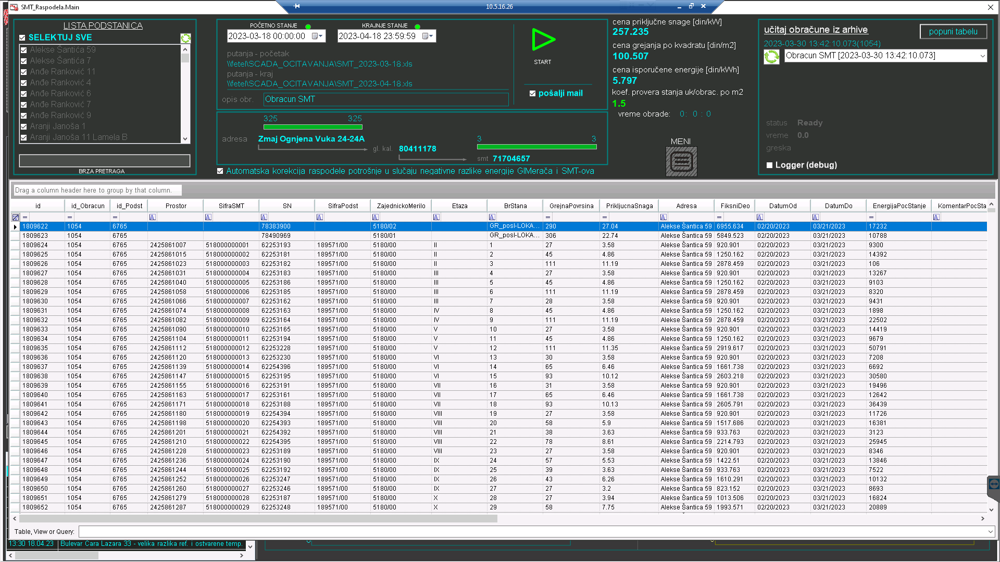 SMT_Raspodela.Main
10.5.16.26
LISTA PODSTANICA
SELEKTUJ SVE
Alekse Šantića 59
Alekse Šantića 7
Anđe Ranković 11
Anđe Ranković 4
Anđe Ranković 6
Anđe Ranković 7
Anđe Ranković 9
Aranji Janoša 1
Aranji Janoša 11 Lamela B
BRZA PRETRAGA
POČETNO STANJE
KRAJNJE STANJE
2023-03-18 00:00:00
2023-04-18 23:59:59
putanja - početak
\\fetel\SCADA_OCITAVANJA\SMT_2023-03-18.xls
putanja - kraj
\\fetel\SCADA_OCITAVANJA\SMT_2023-04-18.xls
opis obr.
Obracun SMT
START
pošalji mail
325
325
adresa
Zmaj Ognjena Vuka 24-24A
gl. kal.
80411178
3
3
smt
71704657
Automatska korekcija raspodele potrošnje u slučaju negativne razlike energije GlMerača i SMT-ova
cena priključne snage [din/kW]
257.235
cena grejanja po kvadratu [din/m2]
100.507
cena isporučene energije [din/kWh]
5.797
koef. provera stanja uk/obrac. po m2
1.5
vreme obrade: 0 : 0 : 0
MENI
učitaj obračune iz arhive
popuni tabelu
2023-03-30 13:42:10.073(1054)
Obracun SMT [2023-03-30 13:42:10.073]
status Ready
vreme 0.0
greska
Logger (debug)
Drag a column header here to group by that column.
id id_Obracun id_Podst Prostor SifraSMT SN SifraPodst ZajednickoMerilo Etaza BrStana GrejnaPovrsina PrikljucnaSnaga Adresa FiksniDeo DatumOd DatumDo EnergijaPocStanje KomentarPocSta
= = = A A A A A A A = = A = A A = A
1809622 1054 6765 78383900 5180/02 GR_posl-LOKA... 290 27.04 Alekse Šantica 59 6955.634 02/20/2023 03/21/2023 17232
1809623 1054 6765 78490969 5180/01 GR_posl-LOKA... 306 22.74 Alekse Šantica 59 5849.523 02/20/2023 03/21/2023 10788
1809624 1054 6765 2425861007 518000000001 62253193 189571/00 5180/00 II 1 27 3.58 Alekse Šantica 59 920.901 02/20/2023 03/21/2023 9300
1809625 1054 6765 2425861015 518000000002 62253181 189571/00 5180/00 II 2 45 4.86 Alekse Šantica 59 1250.162 02/20/2023 03/21/2023 14392
1809626 1054 6765 2425861023 518000000003 62253182 189571/00 5180/00 II 3 111 11.19 Alekse Šantica 59 2878.459 02/20/2023 03/21/2023 106
1809627 1054 6765 2425861031 518000000004 62253183 189571/00 5180/00 III 4 27 3.58 Alekse Šantica 59 920.901 02/20/2023 03/21/2023 13267
1809628 1054 6765 2425861040 518000000005 62253186 189571/00 5180/00 III 5 45 4.86 Alekse Šantica 59 1250.162 02/20/2023 03/21/2023 9103
1809629 1054 6765 2425861058 518000000006 62253185 189571/00 5180/00 III 6 111 11.19 Alekse Šantica 59 2878.459 02/20/2023 03/21/2023 8320
1809630 1054 6765 2425861066 518000000007 62253162 189571/00 5180/00 III 7 28 3.58 Alekse Šantica 59 920.901 02/20/2023 03/21/2023 9431
1809631 1054 6765 2425861074 518000000008 62253163 189571/00 5180/00 IV 8 45 4.86 Alekse Šantica 59 1250.162 02/20/2023 03/21/2023 1898
1809632 1054 6765 2425861082 518000000009 62253164 189571/00 5180/00 IV 9 111 11.19 Alekse Šantica 59 2878.459 02/20/2023 03/21/2023 22502
1809633 1054 6765 2425861090 518000000010 62253165 189571/00 5180/00 V 10 27 3.58 Alekse Šantica 59 920.901 02/20/2023 03/21/2023 14419
1809634 1054 6765 2425861104 518000000011 62253194 189571/00 5180/00 V 11 45 4.86 Alekse Šantica 59 1250.162 02/20/2023 03/21/2023 9679
1809635 1054 6765 2425861112 518000000012 62253228 189571/00 5180/00 V 12 111 11.35 Alekse Šantica 59 2919.617 02/20/2023 03/21/2023 50791
1809636 1054 6765 2425861120 518000000013 62253230 189571/00 5180/00 VI 13 30 3.58 Alekse Šantica 59 920.901 02/20/2023 03/21/2023 7208
1809637 1054 6765 2425861139 518000000014 62254396 189571/00 5180/00 VI 14 65 6.46 Alekse Šantica 59 1661.738 02/20/2023 03/21/2023 6692
1809638 1054 6765 2425861147 518000000015 62253195 189571/00 5180/00 VI 15 93 10.12 Alekse Šantica 59 2603.218 02/20/2023 03/21/2023 30580
1809639 1054 6765 2425861155 518000000016 62253191 189571/00 5180/00 VII 16 31 3.58 Alekse Šantica 59 920.901 02/20/2023 03/21/2023 19496
1809640 1054 6765 2425861163 518000000017 62253161 189571/00 5180/00 VII 17 65 6.46 Alekse Šantica 59 1661.738 02/20/2023 03/21/2023 12642
1809641 1054 6765 2425861171 518000000018 62253188 189571/00 5180/00 VII 18 93 10.13 Alekse Šantica 59 2605.791 02/20/2023 03/21/2023 36439
1809642 1054 6765 2425861180 518000000019 62254394 189571/00 5180/00 VIII 19 27 3.58 Alekse Šantica 59 920.901 02/20/2023 03/21/2023 11726
1809643 1054 6765 2425861198 518000000020 62254393 189571/00 5180/00 VIII 20 58 5.9 Alekse Šantica 59 1517.686 02/20/2023 03/21/2023 16381
1809644 1054 6765 2425861201 518000000021 62254392 189571/00 5180/00 VIII 21 38 3.63 Alekse Šantica 59 933.763 02/20/2023 03/21/2023 3123
1809645 1054 6765 2425861210 518000000022 62254395 189571/00 5180/00 VIII 22 78 8.61 Alekse Šantica 59 2214.793 02/20/2023 03/21/2023 25945
1809646 1054 6765 2425861228 518000000023 62253189 189571/00 5180/00 VIII 23 27 3.58 Alekse Šantica 59 920.901 02/20/2023 03/21/2023 8346
1809647 1054 6765 2425861236 518000000024 62253190 189571/00 5180/00 IX 24 57 5.53 Alekse Šantica 59 1422.51 02/20/2023 03/21/2023 13846
1809648 1054 6765 2425861244 518000000025 62253192 189571/00 5180/00 IX 25 39 3.63 Alekse Šantica 59 933.763 02/20/2023 03/21/2023 7522
1809649 1054 6765 2425861252 518000000026 62253247 189571/00 5180/00 IX 26 43 6.26 Alekse Šantica 59 1610.291 02/20/2023 03/21/2023 10132
1809650 1054 6765 2425861260 518000000027 62253246 189571/00 5180/00 IX 27 27 3.2 Alekse Šantica 59 823.152 02/20/2023 03/21/2023 8693
1809651 1054 6765 2425861279 518000000028 62253187 189571/00 5180/00 X 28 27 3.94 Alekse Šantica 59 1013.506 02/20/2023 03/21/2023 16824
1809652 1054 6765 2425861287 518000000029 62253248 189571/00 5180/00 X 29 58 7.75 Alekse Šantica 59 1993.571 02/20/2023 03/21/2023 20889
Table, View or Query:
13:30 18.04.23 Bulevar Cara Lazara 33 - velika razlika ref. i ostvarene temp.